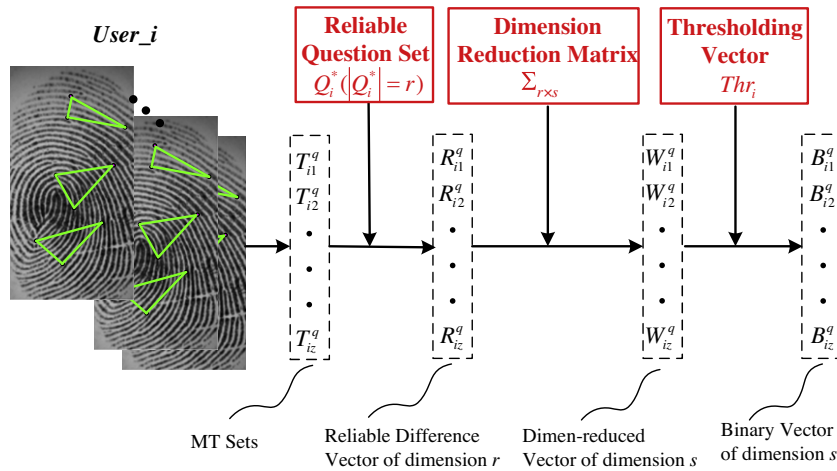 User_i
Reliable
Question Set
Q_i^*(|Q_i^*| = r)
Dimension
Reduction Matrix
Σ_{r×s}
Thresholding
Vector
Thr_i
T_{i1}^q
T_{i2}^q
T_{iz}^q
R_{i1}^q
R_{i2}^q
R_{iz}^q
W_{i1}^q
W_{i2}^q
W_{iz}^q
B_{i1}^q
B_{i2}^q
B_{iz}^q
MT Sets
Reliable Difference
Vector of dimension r
Dimen-reduced
Vector of dimension s
Binary Vector
of dimension s